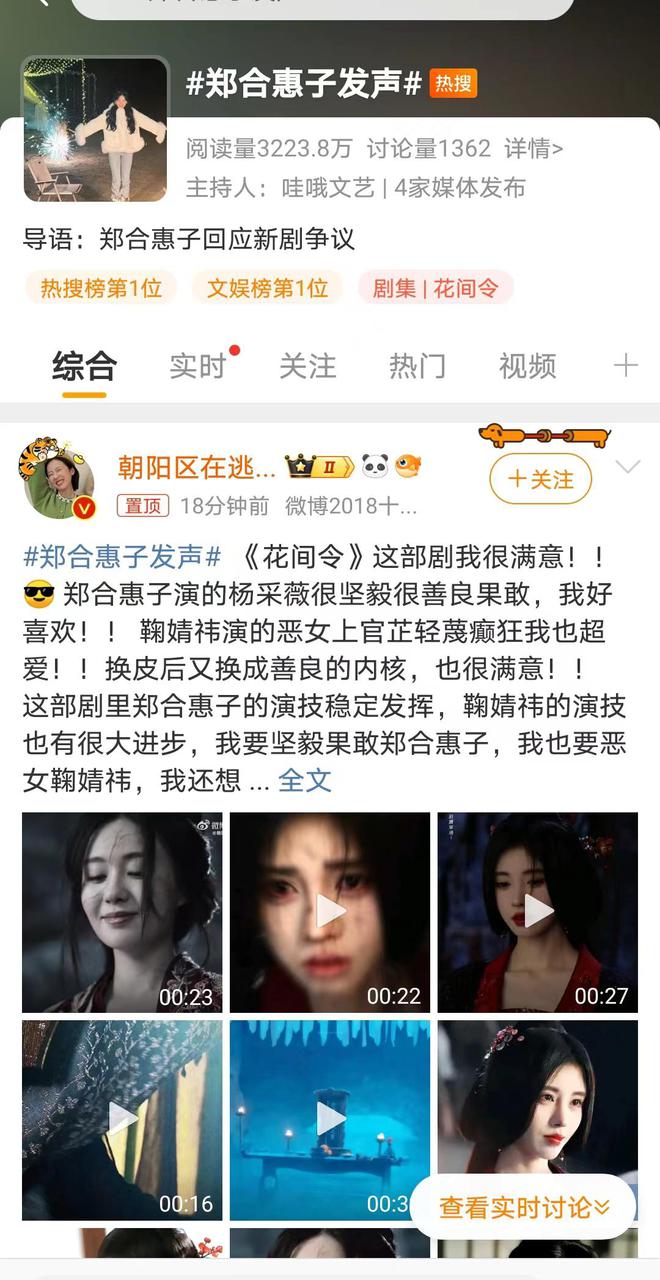 #郑合惠子发声# 热搜
阅读量3223.8万 讨论量1362 详情>
主持人：哇哦文艺 | 4家媒体发布
导语：郑合惠子回应新剧争议
热搜榜第1位 文娱榜第1位 剧集 | 花间令
综合 实时 关注 热门 视频
朝阳区在逃... II
+关注
置顶 18分钟前 微博2018十...
#郑合惠子发声# 《花间令》这部剧我很满意！！
😎 郑合惠子演的杨采薇很坚毅很善良果敢，我好
喜欢！！ 鞠婧祎演的恶女上官芷轻蔑癫狂我也超
爱！！换皮后又换成善良的内核，也很满意！！
这部剧里郑合惠子的演技稳定发挥，鞠婧祎的演技
也有很大进步，我要坚毅果敢郑合惠子，我也要恶
女鞠婧祎，我还想 ... 全文
00:23 00:22 00:27
00:16 00:3
查看实时讨论